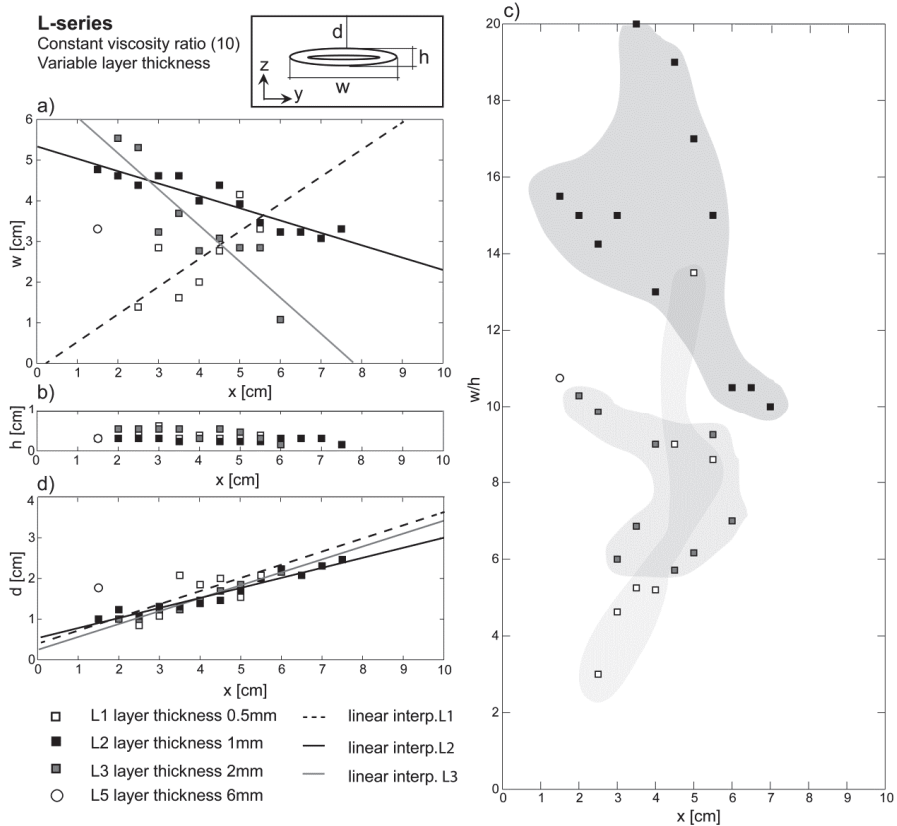 L-series
Constant viscosity ratio (10)
Variable layer thickness
d
h
w
z
y
a)
6
5
4
3
2
1
0
w [cm]
0 1 2 3 4 5 6 7 8 9 10
x [cm]
b)
1
0
h [cm]
0 1 2 3 4 5 6 7 8 9 10
x [cm]
d)
4
3
2
1
0
d [cm]
0 1 2 3 4 5 6 7 8 9 10
x [cm]
L1 layer thickness 0.5mm
linear interp.L1
L2 layer thickness 1mm
linear interp.L2
L3 layer thickness 2mm
linear interp. L3
L5 layer thickness 6mm
c)
20
18
16
14
12
10
8
6
4
2
0
w/h
0 1 2 3 4 5 6 7 8 9 10
x [cm]